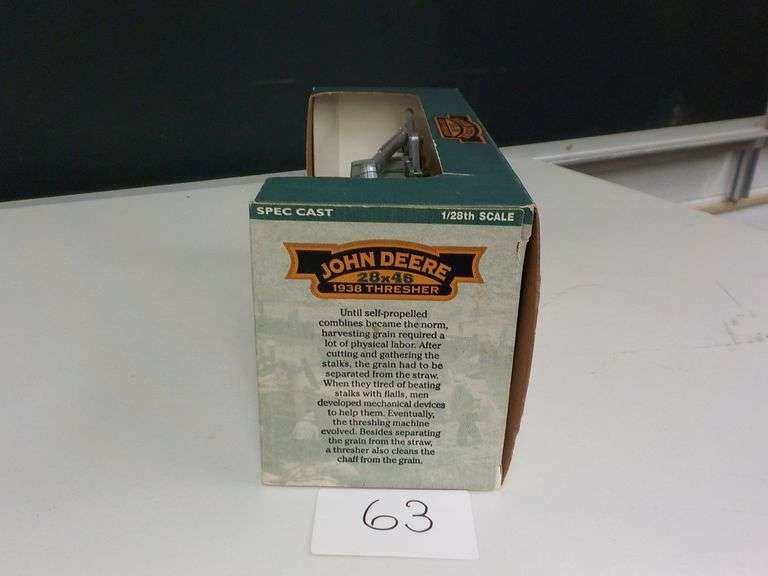 SPEC CAST 1/28th SCALE
JOHN DEERE
28x46
1938 THRESHER
Until self-propelled
combines became the norm,
harvesting grain required a
lot of physical labor. After
cutting and gathering the
stalks, the grain had to be
separated from the straw.
When they tired of beating
stalks with flails, men
developed mechanical devices
to help them. Eventually,
the threshing machine
evolved. Besides separating
the grain from the straw,
a thresher also cleans the
chaff from the grain.
63